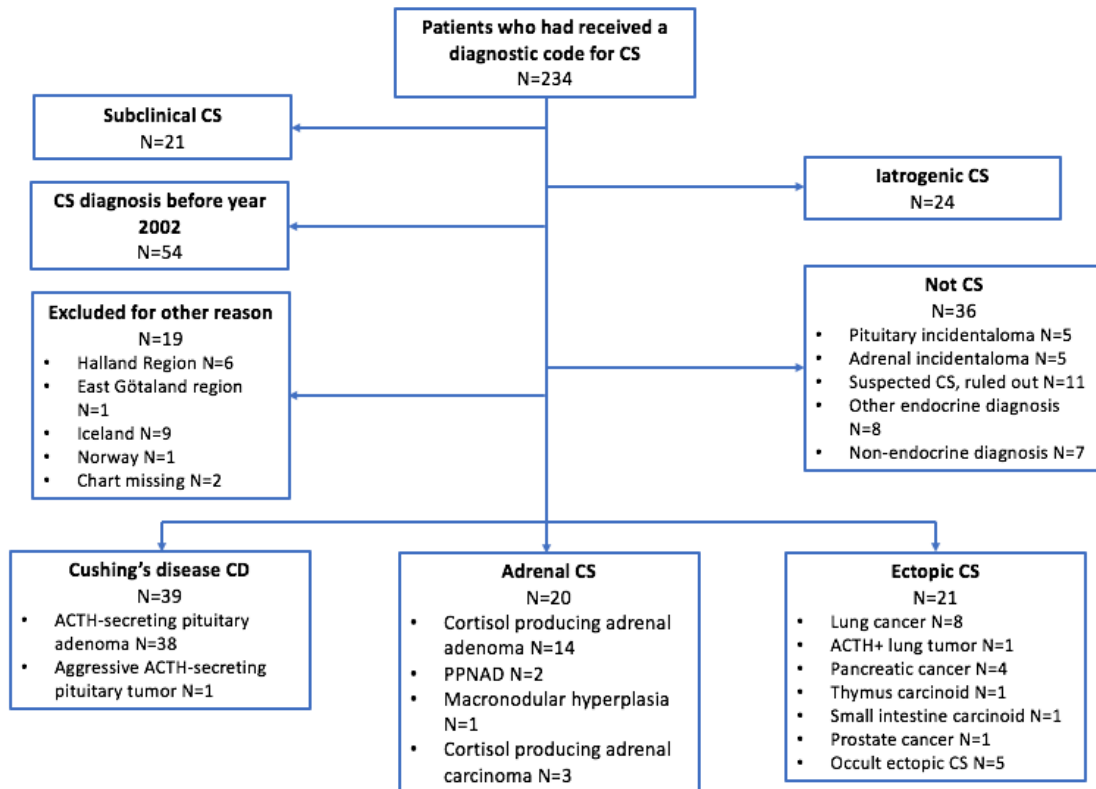 Patients who had received a
diagnostic code for CS
N=234
Subclinical CS
N=21
Iatrogenic CS
N=24
CS diagnosis before year
2002
N=54
Not CS
N=36
• Pituitary incidentaloma N=5
• Adrenal incidentaloma N=5
• Suspected CS, ruled out N=11
• Other endocrine diagnosis
N=8
• Non-endocrine diagnosis N=7
Excluded for other reason
N=19
• Halland Region N=6
• East Götaland region
N=1
• Iceland N=9
• Norway N=1
• Chart missing N=2
Cushing's disease CD
N=39
• ACTH-secreting pituitary
adenoma N=38
• Aggressive ACTH-secreting
pituitary tumor N=1
Adrenal CS
N=20
• Cortisol producing adrenal
adenoma N=14
• PPNAD N=2
• Macronodular hyperplasia
N=1
• Cortisol producing adrenal
carcinoma N=3
Ectopic CS
N=21
• Lung cancer N=8
• ACTH+ lung tumor N=1
• Pancreatic cancer N=4
• Thymus carcinoid N=1
• Small intestine carcinoid N=1
• Prostate cancer N=1
• Occult ectopic CS N=5